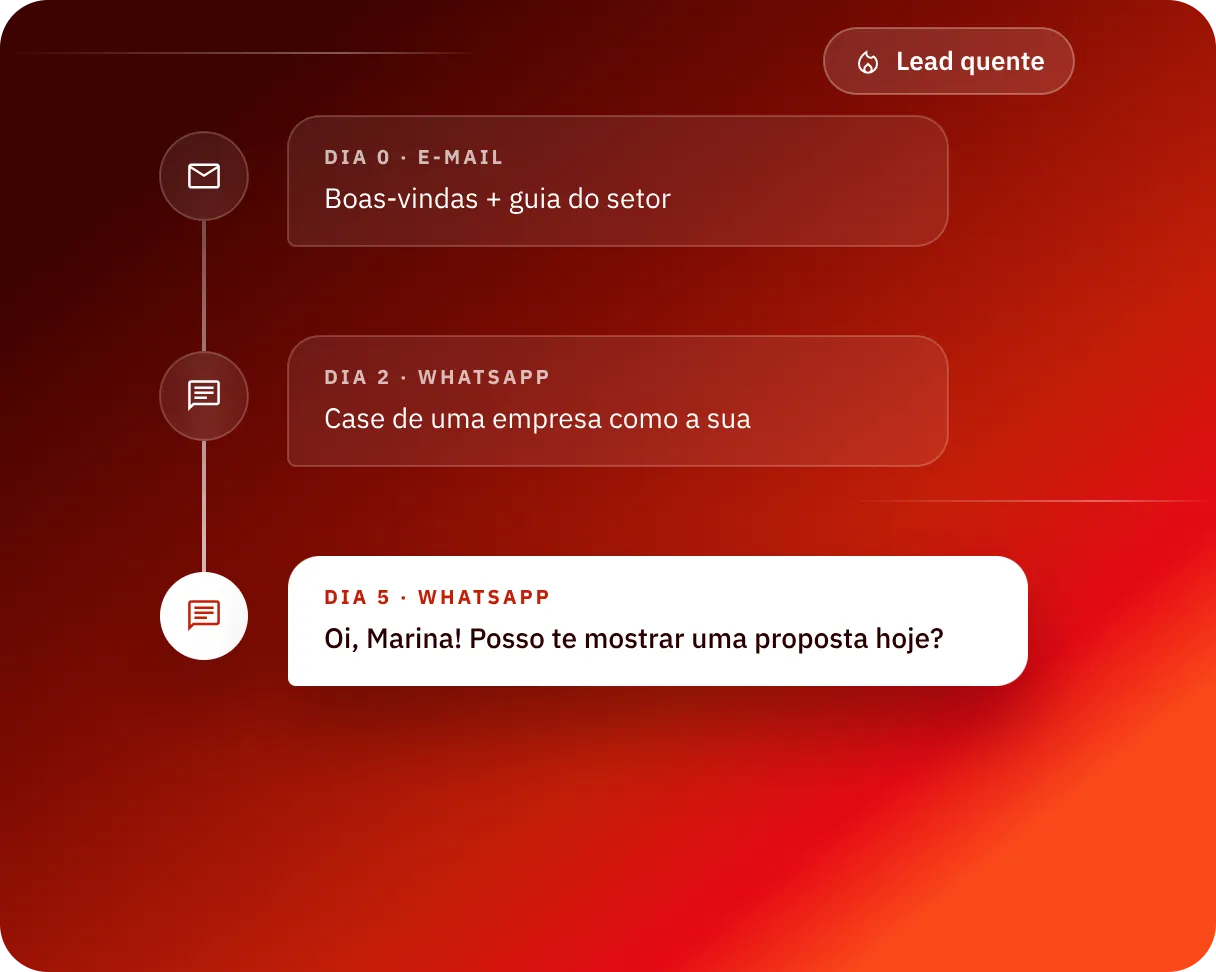 Lead quente
DIA 0 · E-MAIL
Boas-vindas + guia do setor
DIA 2 · WHATSAPP
Case de uma empresa como a sua
DIA 5 · WHATSAPP
Oi, Marina! Posso te mostrar uma proposta hoje?